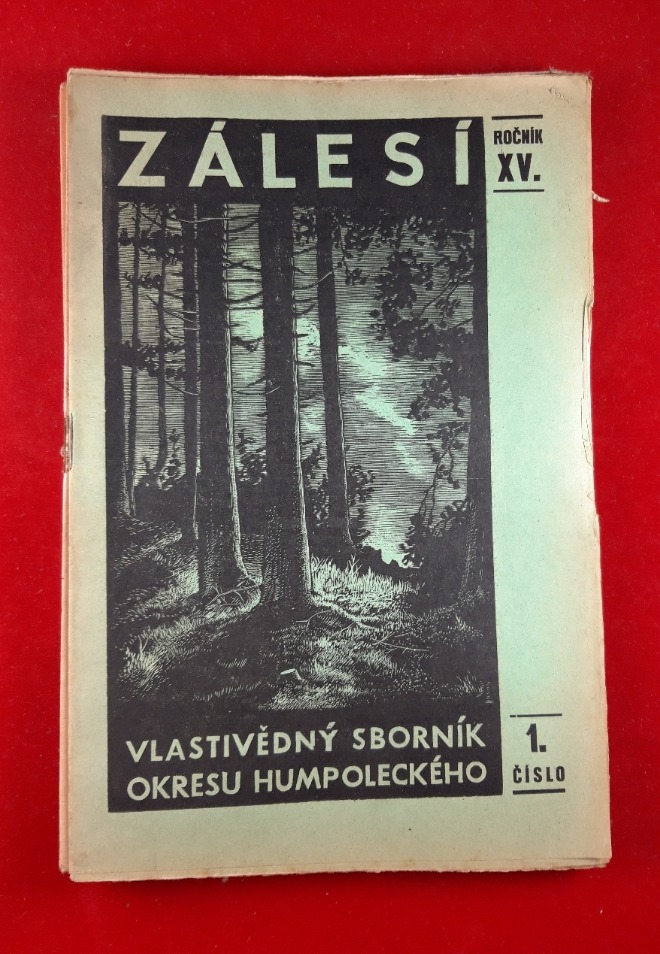 ZÁLESÍ
ROČNÍK
XV.
VLASTIVĚDNÝ SBORNÍK
OKRESU HUMPOLECKÉHO
1.
ČÍSLO